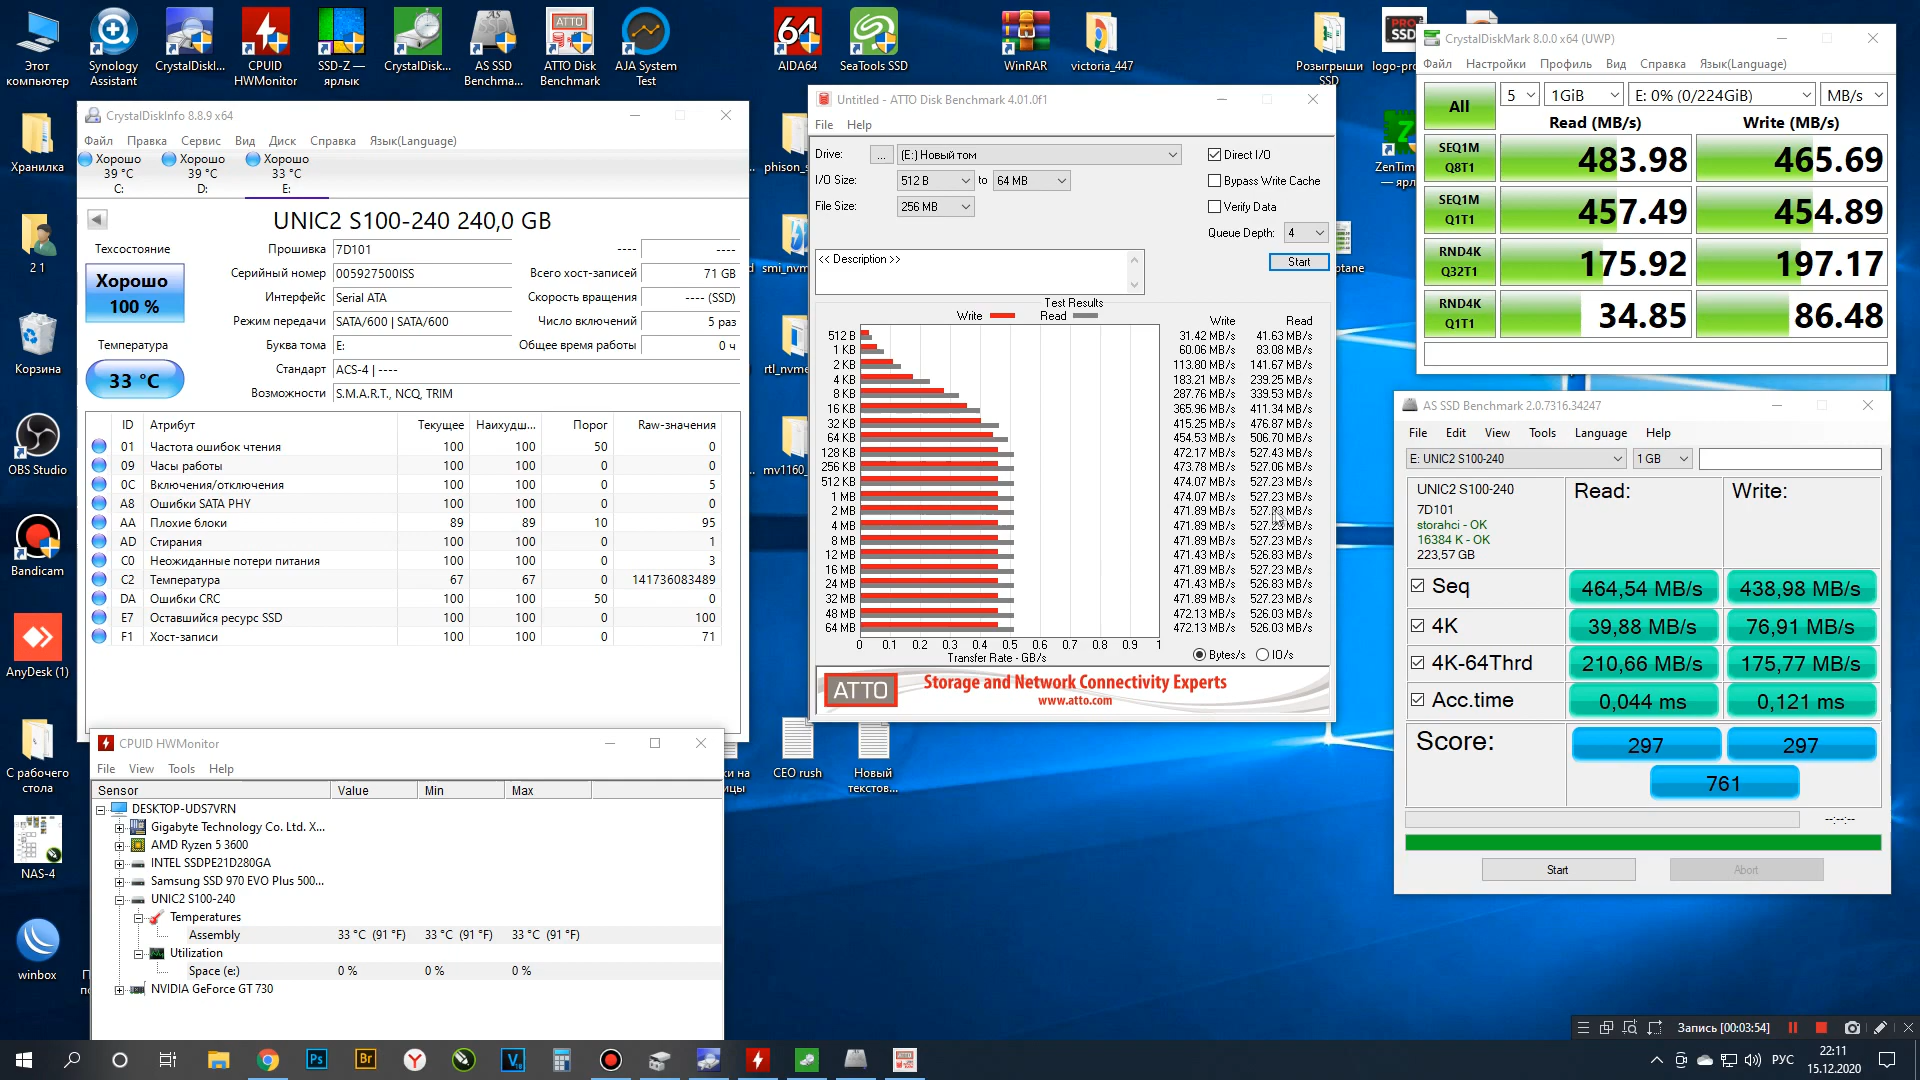 Этот компьютер
Synology Assistant
CrystalDiskI...
CPUID HWMonitor
SSD-Z — ярлык
CrystalDisk...
AS SSD Benchma...
ATTO Disk Benchmark
AJA System Test
AIDA64
SeaTools SSD
WinRAR
victoria_447
Розыгрыши SSD
logo-pro
Хранилка
2 1
Корзина
OBS Studio
Bandicam
AnyDesk (1)
С рабочего стола
NAS-4
winbox
phison_s
smi_nvm
rtl_nvme
mv1160_
ZenTim — ярл
CEO rush
Новый текстов...
CrystalDiskInfo 8.8.9 x64
Файл Правка Сервис Вид Диск Справка Язык(Language)
Хорошо Хорошо Хорошо
39 °C 39 °C 33 °C
C: D: E:
UNIC2 S100-240 240,0 GB
Техсостояние
Хорошо
100 %
Температура
33 °C
Прошивка 7D101 ---- ----
Серийный номер 005927500ISS Всего хост-записей 71 GB
Интерфейс Serial ATA Скорость вращения ---- (SSD)
Режим передачи SATA/600 | SATA/600 Число включений 5 раз
Буква тома E: Общее время работы 0 ч
Стандарт ACS-4 | ----
Возможности S.M.A.R.T., NCQ, TRIM
ID Атрибут Текущее Наихудш... Порог Raw-значения
01 Частота ошибок чтения 100 100 50 0
09 Часы работы 100 100 0 0
0C Включения/отключения 100 100 0 5
A8 Ошибки SATA PHY 100 100 0 0
AA Плохие блоки 89 89 10 95
AD Стирания 100 100 0 1
C0 Неожиданные потери питания 100 100 0 3
C2 Температура 67 67 0 141736083489
DA Ошибки CRC 100 100 50 0
E7 Оставшийся ресурс SSD 100 100 0 100
F1 Хост-записи 100 100 0 71
CPUID HWMonitor
File View Tools Help
Sensor Value Min Max
DESKTOP-UDS7VRN
Gigabyte Technology Co. Ltd. X...
AMD Ryzen 5 3600
INTEL SSDPE21D280GA
Samsung SSD 970 EVO Plus 500...
UNIC2 S100-240
Temperatures
Assembly 33 °C (91 °F) 33 °C (91 °F) 33 °C (91 °F)
Utilization
Space (e:) 0 % 0 % 0 %
NVIDIA GeForce GT 730
Untitled - ATTO Disk Benchmark 4.01.0f1
File Help
Drive: ... (E:) Новый том
I/O Size: 512 B to 64 MB
File Size: 256 MB
Direct I/O
Bypass Write Cache
Verify Data
Queue Depth: 4
<< Description >>
Start
Test Results
Write Read
Write Read
512 B 31.42 MB/s 41.63 MB/s
1 KB 60.06 MB/s 83.08 MB/s
2 KB 113.80 MB/s 141.67 MB/s
4 KB 183.21 MB/s 239.25 MB/s
8 KB 287.76 MB/s 339.53 MB/s
16 KB 365.96 MB/s 411.34 MB/s
32 KB 415.25 MB/s 476.87 MB/s
64 KB 454.53 MB/s 506.70 MB/s
128 KB 472.17 MB/s 527.43 MB/s
256 KB 473.78 MB/s 527.06 MB/s
512 KB 474.07 MB/s 527.23 MB/s
1 MB 474.07 MB/s 527.23 MB/s
2 MB 471.89 MB/s 527.23 MB/s
4 MB 471.89 MB/s 527.23 MB/s
8 MB 471.89 MB/s 527.23 MB/s
12 MB 471.43 MB/s 526.83 MB/s
16 MB 471.89 MB/s 527.23 MB/s
24 MB 471.43 MB/s 526.83 MB/s
32 MB 471.89 MB/s 527.23 MB/s
48 MB 472.13 MB/s 526.03 MB/s
64 MB 472.13 MB/s 526.03 MB/s
0 0.1 0.2 0.3 0.4 0.5 0.6 0.7 0.8 0.9 1
Transfer Rate - GB/s
Bytes/s IO/s
ATTO Storage and Network Connectivity Experts
www.atto.com
CrystalDiskMark 8.0.0 x64 (UWP)
Файл Настройки Профиль Вид Справка Язык(Language)
All 5 1GiB E: 0% (0/224GiB) MB/s
Read (MB/s) Write (MB/s)
SEQ1M Q8T1 483.98 465.69
SEQ1M Q1T1 457.49 454.89
RND4K Q32T1 175.92 197.17
RND4K Q1T1 34.85 86.48
AS SSD Benchmark 2.0.7316.34247
File Edit View Tools Language Help
E: UNIC2 S100-240 1 GB
UNIC2 S100-240
7D101
storahci - OK
16384 K - OK
223,57 GB
Read: Write:
Seq 464,54 MB/s 438,98 MB/s
4K 39,88 MB/s 76,91 MB/s
4K-64Thrd 210,66 MB/s 175,77 MB/s
Acc.time 0,044 ms 0,121 ms
Score: 297 297
761
--:--:--
Start Abort
Запись [00:03:54]
РУС
22:11
15.12.2020